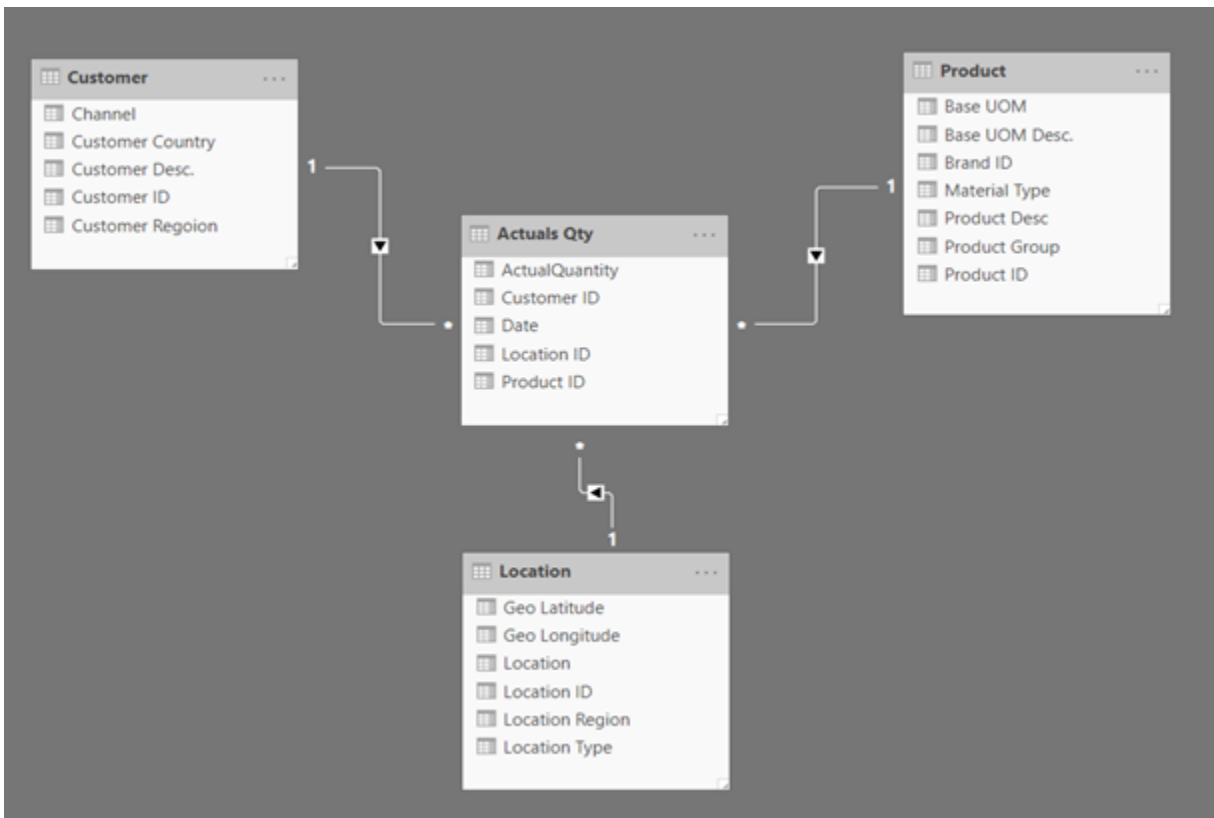 Customer
Channel
Customer Country
Customer Desc.
Customer ID
Customer Regoion
1
Product
Base UOM
Base UOM Desc.
Brand ID
Material Type
Product Desc
Product Group
Product ID
1
Actuals Qty
ActualQuantity
Customer ID
Date
Location ID
Product ID
*
*
*
1
Location
Geo Latitude
Geo Longitude
Location
Location ID
Location Region
Location Type